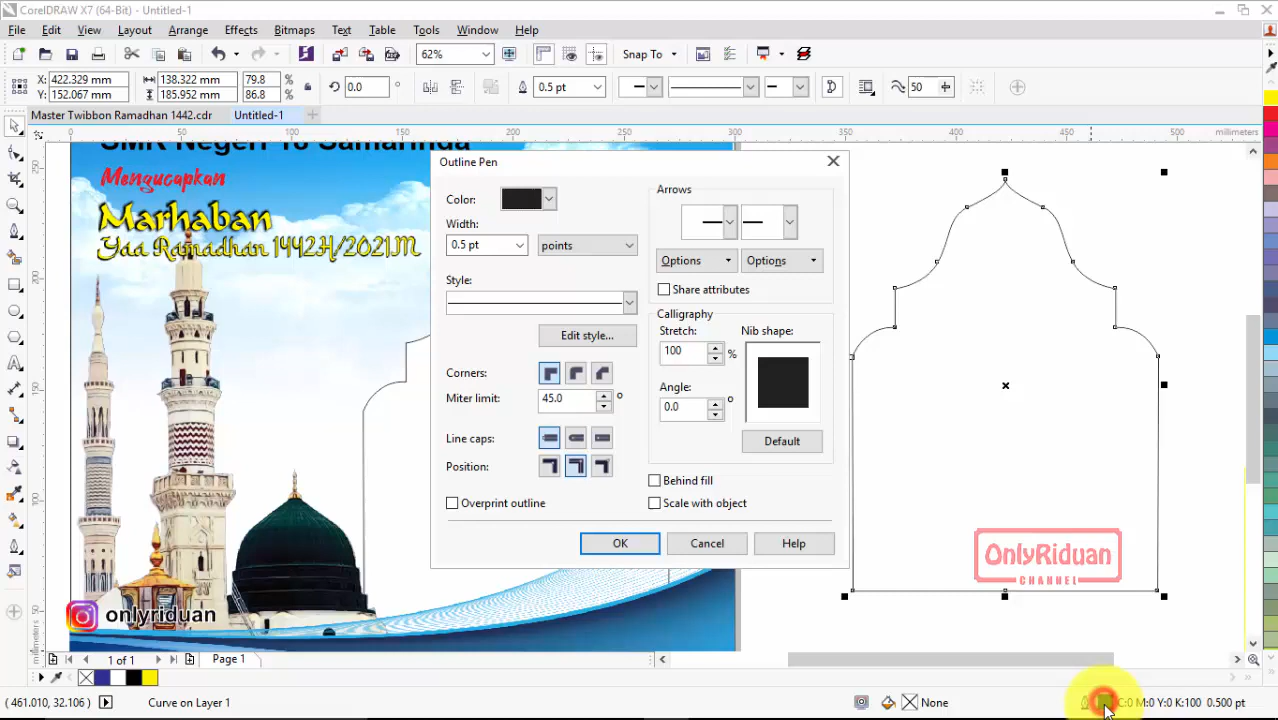 CorelDRAW X7 (64-Bit) - Untitled-1
File Edit View Layout Arrange Effects Bitmaps Text Table Tools Window Help
62% Snap To
X: 422.329 mm 138.322 mm 79.8 % 0.0 ° 0.5 pt 50
Y: 152.067 mm 185.952 mm 86.8 %
Master Twibbon Ramadhan 1442.cdr Untitled-1
0 50 100 150 200 250 300 350 400 450 500 millimeters
SMK Negeri 18 Samarinda
Mengucapkan
Marhaban
Yaa Ramadhan 1442H/2021M
Outline Pen
Color:
Width:
0.5 pt points
Style:
Edit style...
Corners:
Miter limit: 45.0 °
Line caps:
Position:
Overprint outline
Arrows
Options Options
Share attributes
Calligraphy
Stretch: Nib shape:
100 %
Angle:
0.0 °
Default
Behind fill
Scale with object
OK Cancel Help
OnlyRiduan
CHANNEL
onlyriduan
1 of 1 Page 1
( 461.010, 32.106 ) Curve on Layer 1 None C:0 M:0 Y:0 K:100 0.500 pt